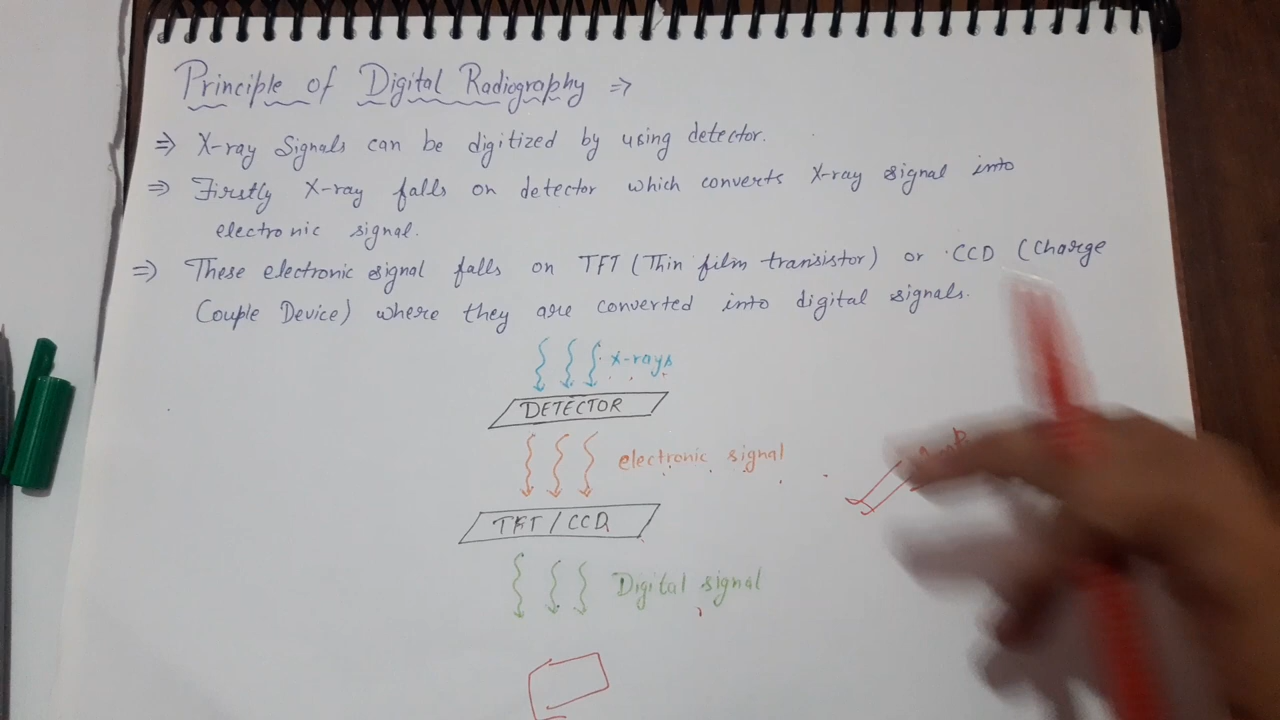 Principle of Digital Radiography ⇒
⇒ X-ray Signals can be digitized by using detector.
⇒ Firstly X-ray falls on detector which converts X-ray signal into
electronic signal.
⇒ These electronic signal falls on TFT (Thin film transistor) or CCD (Charge
Couple Device) where they are converted into digital signals.
X-rays
DETECTOR
electronic signal
TFT / CCD
Digital signal